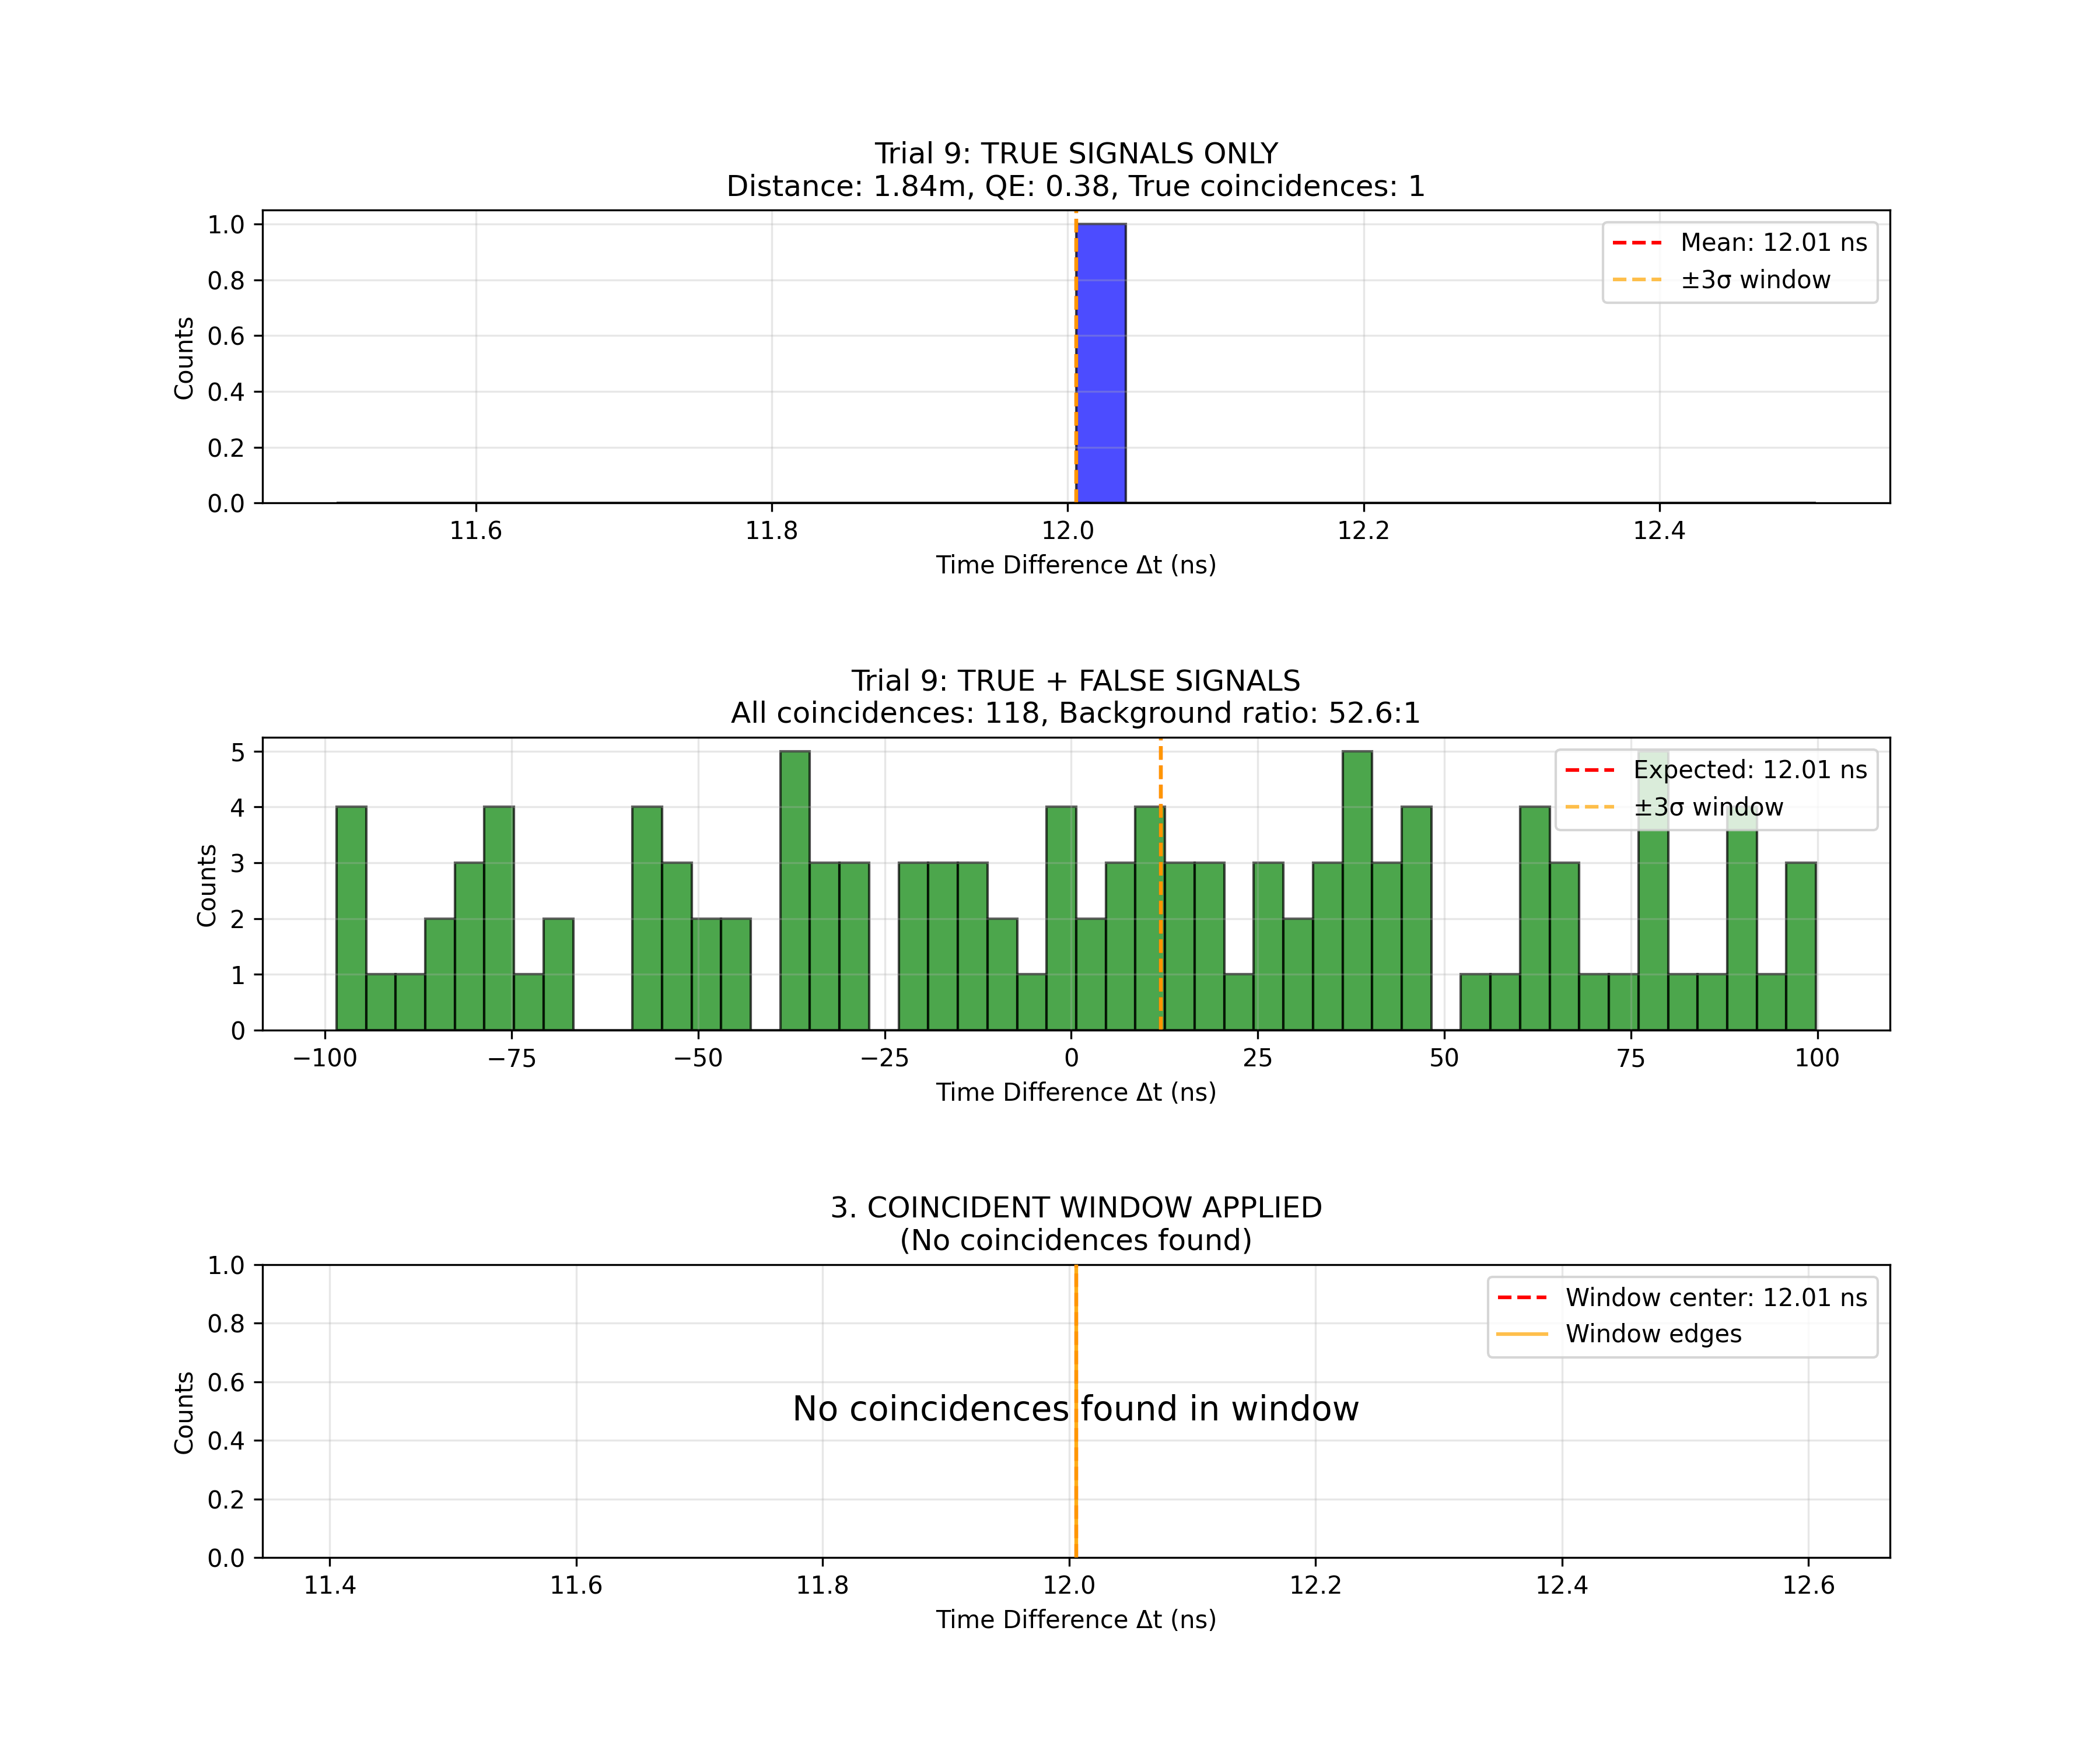 Trial 9: TRUE SIGNALS ONLY
Distance: 1.84m, QE: 0.38, True coincidences: 1
Counts
1.0
0.8
0.6
0.4
0.2
0.0
Mean: 12.01 ns
±3σ window
11.6 11.8 12.0 12.2 12.4
Time Difference Δt (ns)
Trial 9: TRUE + FALSE SIGNALS
All coincidences: 118, Background ratio: 52.6:1
Counts
5
4
3
2
1
0
Expected: 12.01 ns
±3σ window
−100 −75 −50 −25 0 25 50 75 100
Time Difference Δt (ns)
3. COINCIDENT WINDOW APPLIED
(No coincidences found)
Counts
1.0
0.8
0.6
0.4
0.2
0.0
Window center: 12.01 ns
Window edges
No coincidences found in window
11.4 11.6 11.8 12.0 12.2 12.4 12.6
Time Difference Δt (ns)